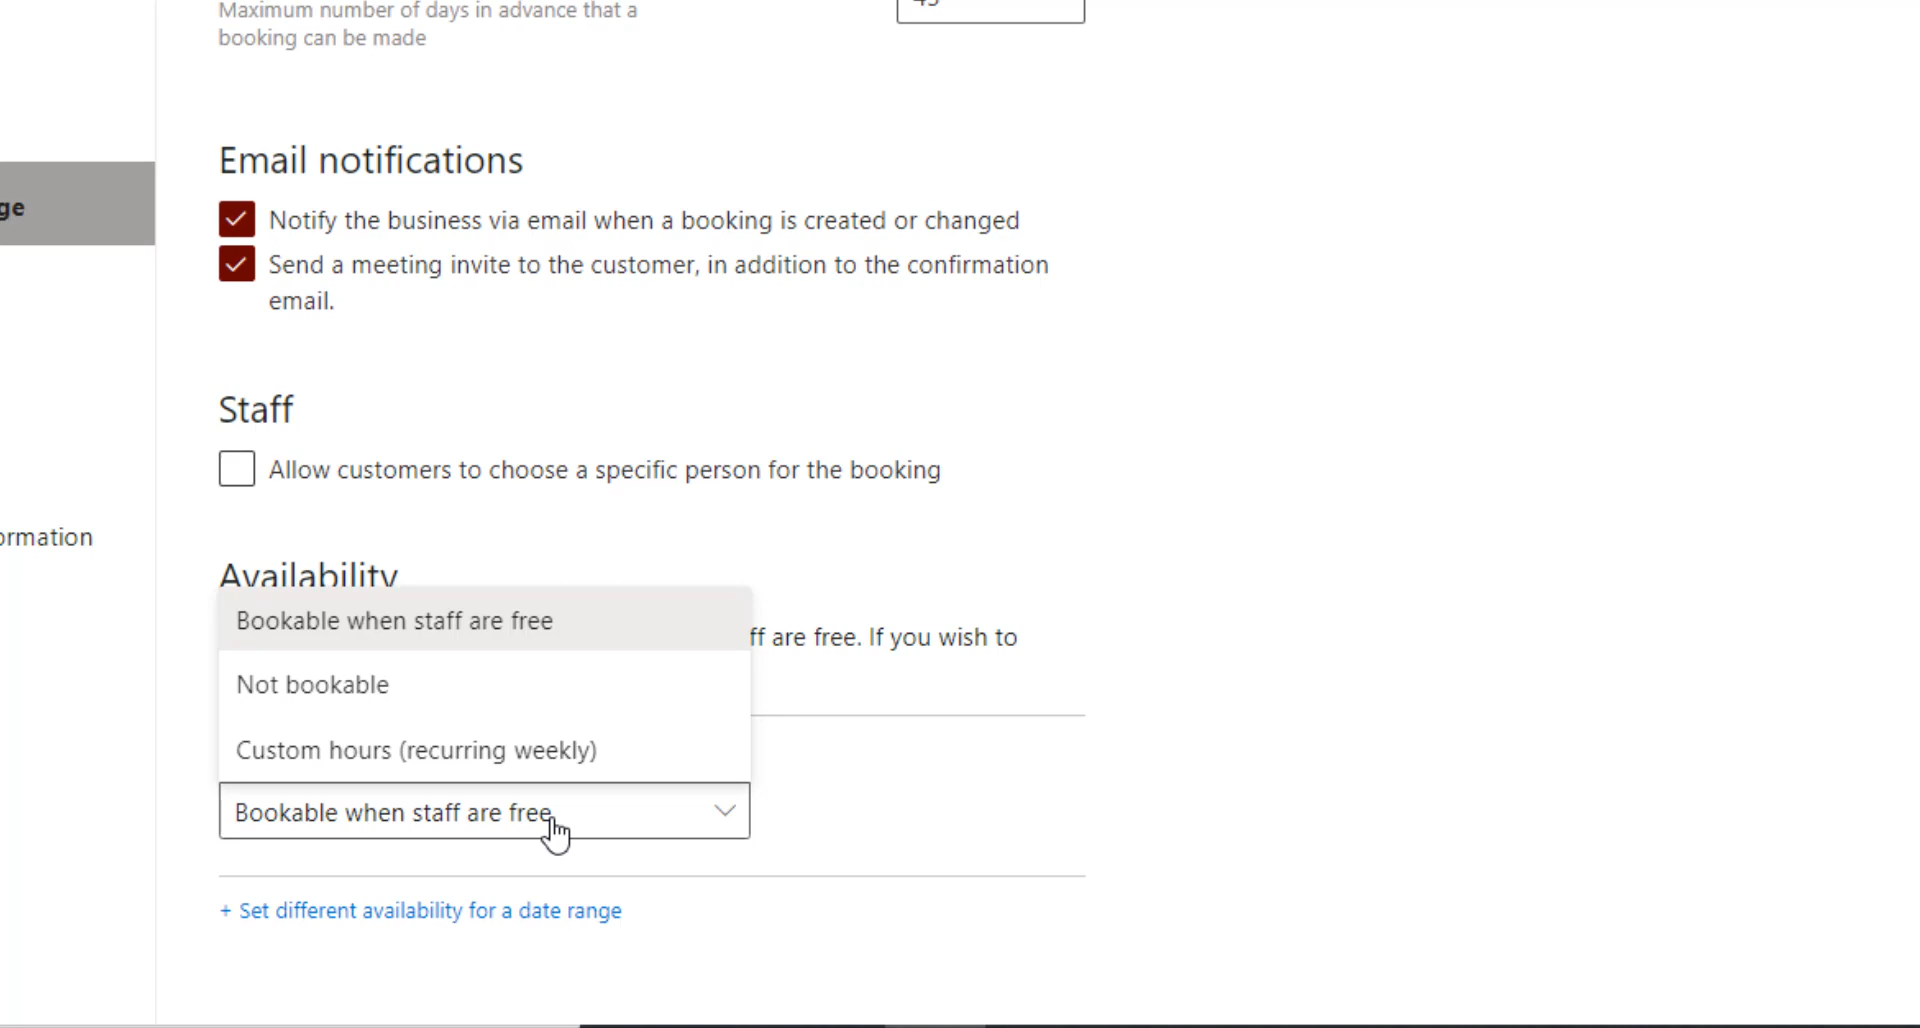 Maximum number of days in advance that a
booking can be made
Email notifications
ge
Notify the business via email when a booking is created or changed
Send a meeting invite to the customer, in addition to the confirmation
email.
Staff
Allow customers to choose a specific person for the booking
ormation
Availability
Bookable when staff are free
ff are free. If you wish to
Not bookable
Custom hours (recurring weekly)
Bookable when staff are free
+ Set different availability for a date range